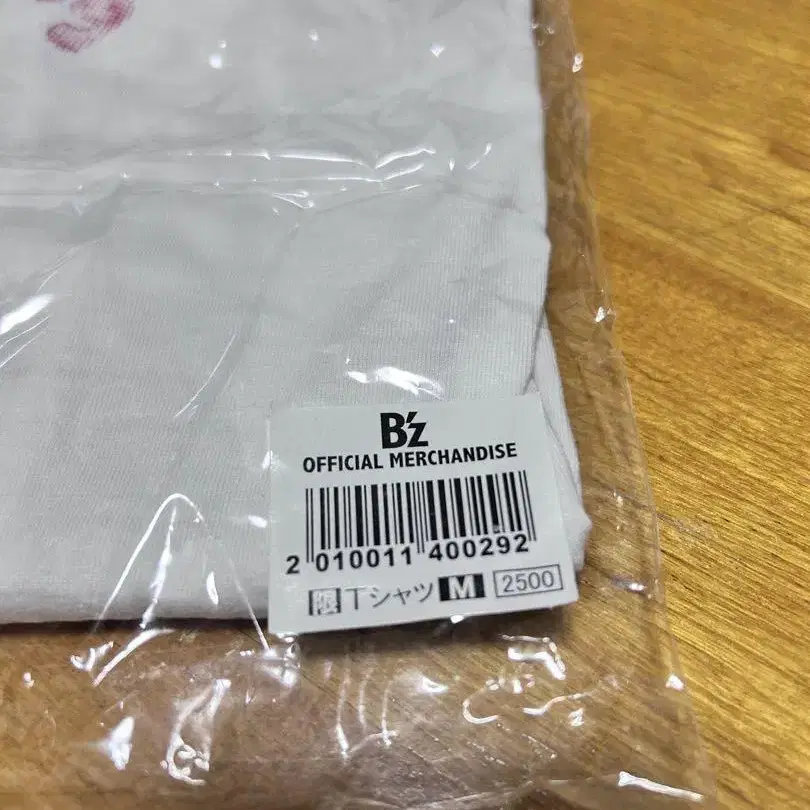 B'z
OFFICIAL MERCHANDISE
2 010011 400292
限 Tシャツ M 2500